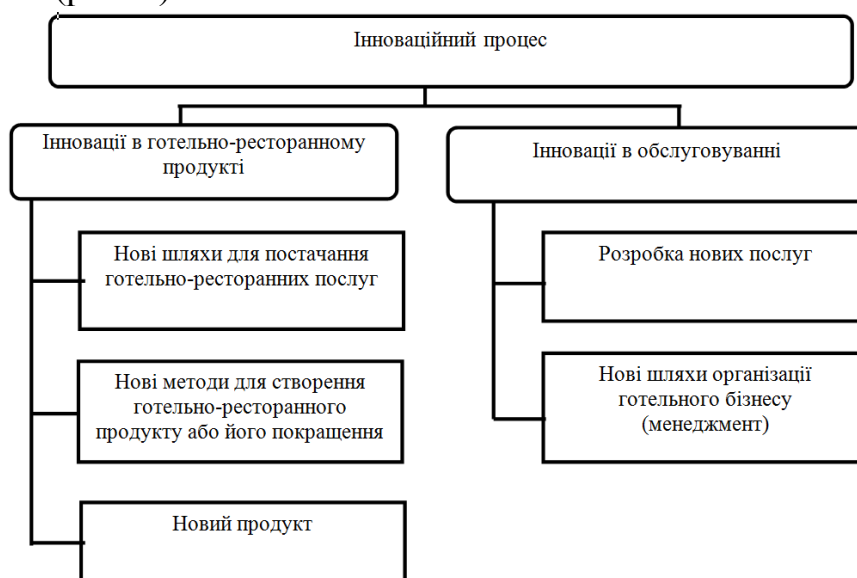 Інноваційний процес
Інновації в готельно-ресторанному
продукті
Інновації в обслуговуванні
Нові шляхи для постачання
готельно-ресторанних послуг
Розробка нових послуг
Нові методи для створення
готельно-ресторанного
продукту або його покращення
Нові шляхи організації
готельного бізнесу
(менеджмент)
Новий продукт